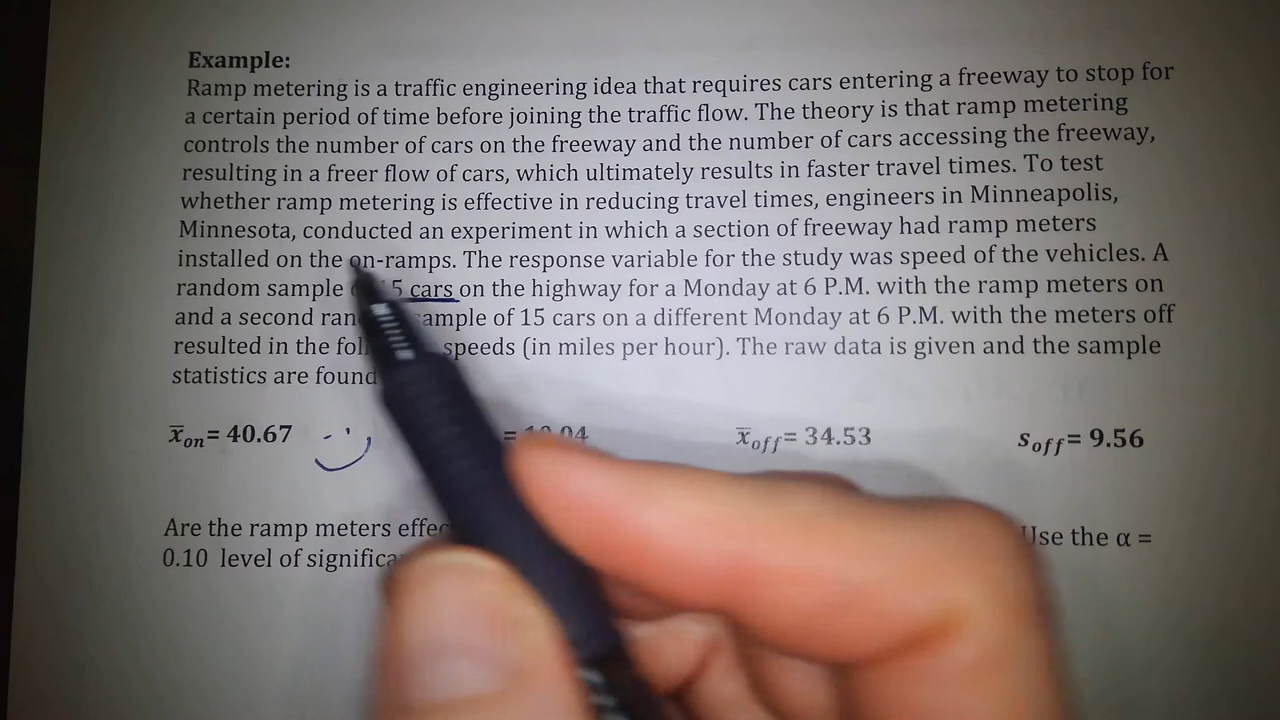 Example:
Ramp metering is a traffic engineering idea that requires cars entering a freeway to stop for
a certain period of time before joining the traffic flow. The theory is that ramp metering
controls the number of cars on the freeway and the number of cars accessing the freeway,
resulting in a freer flow of cars, which ultimately results in faster travel times. To test
whether ramp metering is effective in reducing travel times, engineers in Minneapolis,
Minnesota, conducted an experiment in which a section of freeway had ramp meters
installed on the on-ramps. The response variable for the study was speed of the vehicles. A
random sample 15 cars on the highway for a Monday at 6 P.M. with the ramp meters on
and a second sample of 15 cars on a different Monday at 6 P.M. with the meters off
resulted in the speeds (in miles per hour). The raw data is given and the sample
statistics are found
x̄on = 40.67 = 10.04 x̄off = 34.53 soff = 9.56
Are the ramp meters Use the α =
0.10 level of